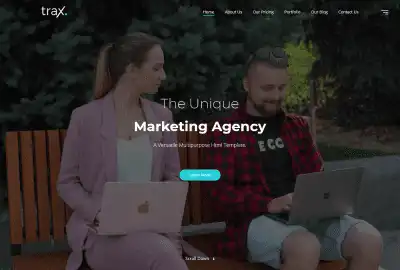 trax.
Home About Us Our Pricing Portfolio Our Blog Contact Us
The Unique
Marketing Agency
A Versatile Multipurpose Html Template.
Learn More
ECO
Scroll Down